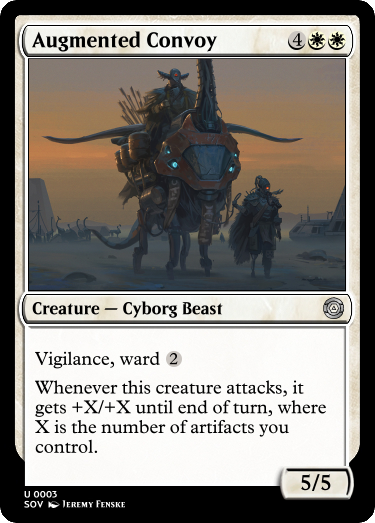 Augmented Convoy 4
Creature — Cyborg Beast
Vigilance, ward 2
Whenever this creature attacks, it
gets +X/+X until end of turn, where
X is the number of artifacts you
control.
5/5
U 0003
SOV Jeremy Fenske